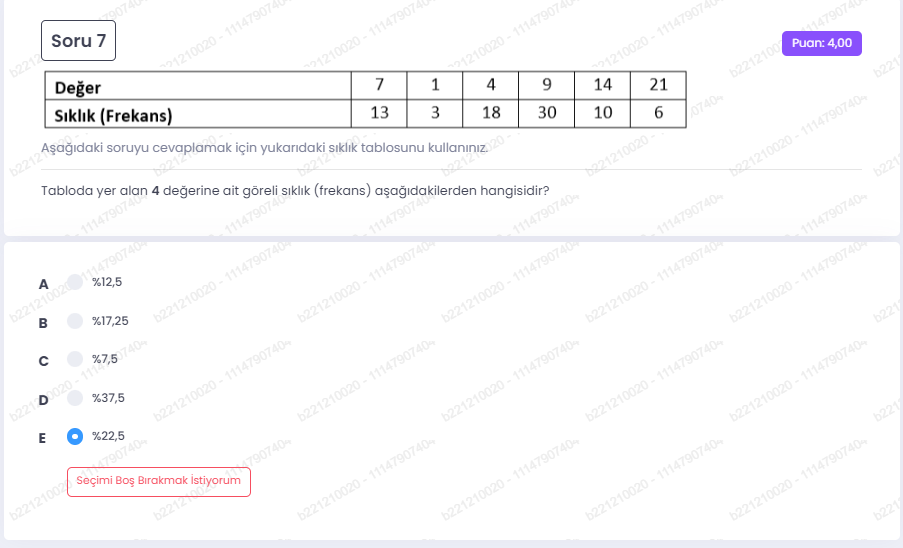 Soru 7
Puan: 4,00
Değer 7 1 4 9 14 21
Sıklık (Frekans) 13 3 18 30 10 6
Aşağıdaki soruyu cevaplamak için yukarıdaki sıklık tablosunu kullanınız.
Tabloda yer alan 4 değerine ait göreli sıklık (frekans) aşağıdakilerden hangisidir?
A %12,5
B %17,25
C %7,5
D %37,5
E %22,5
Seçimi Boş Bırakmak İstiyorum